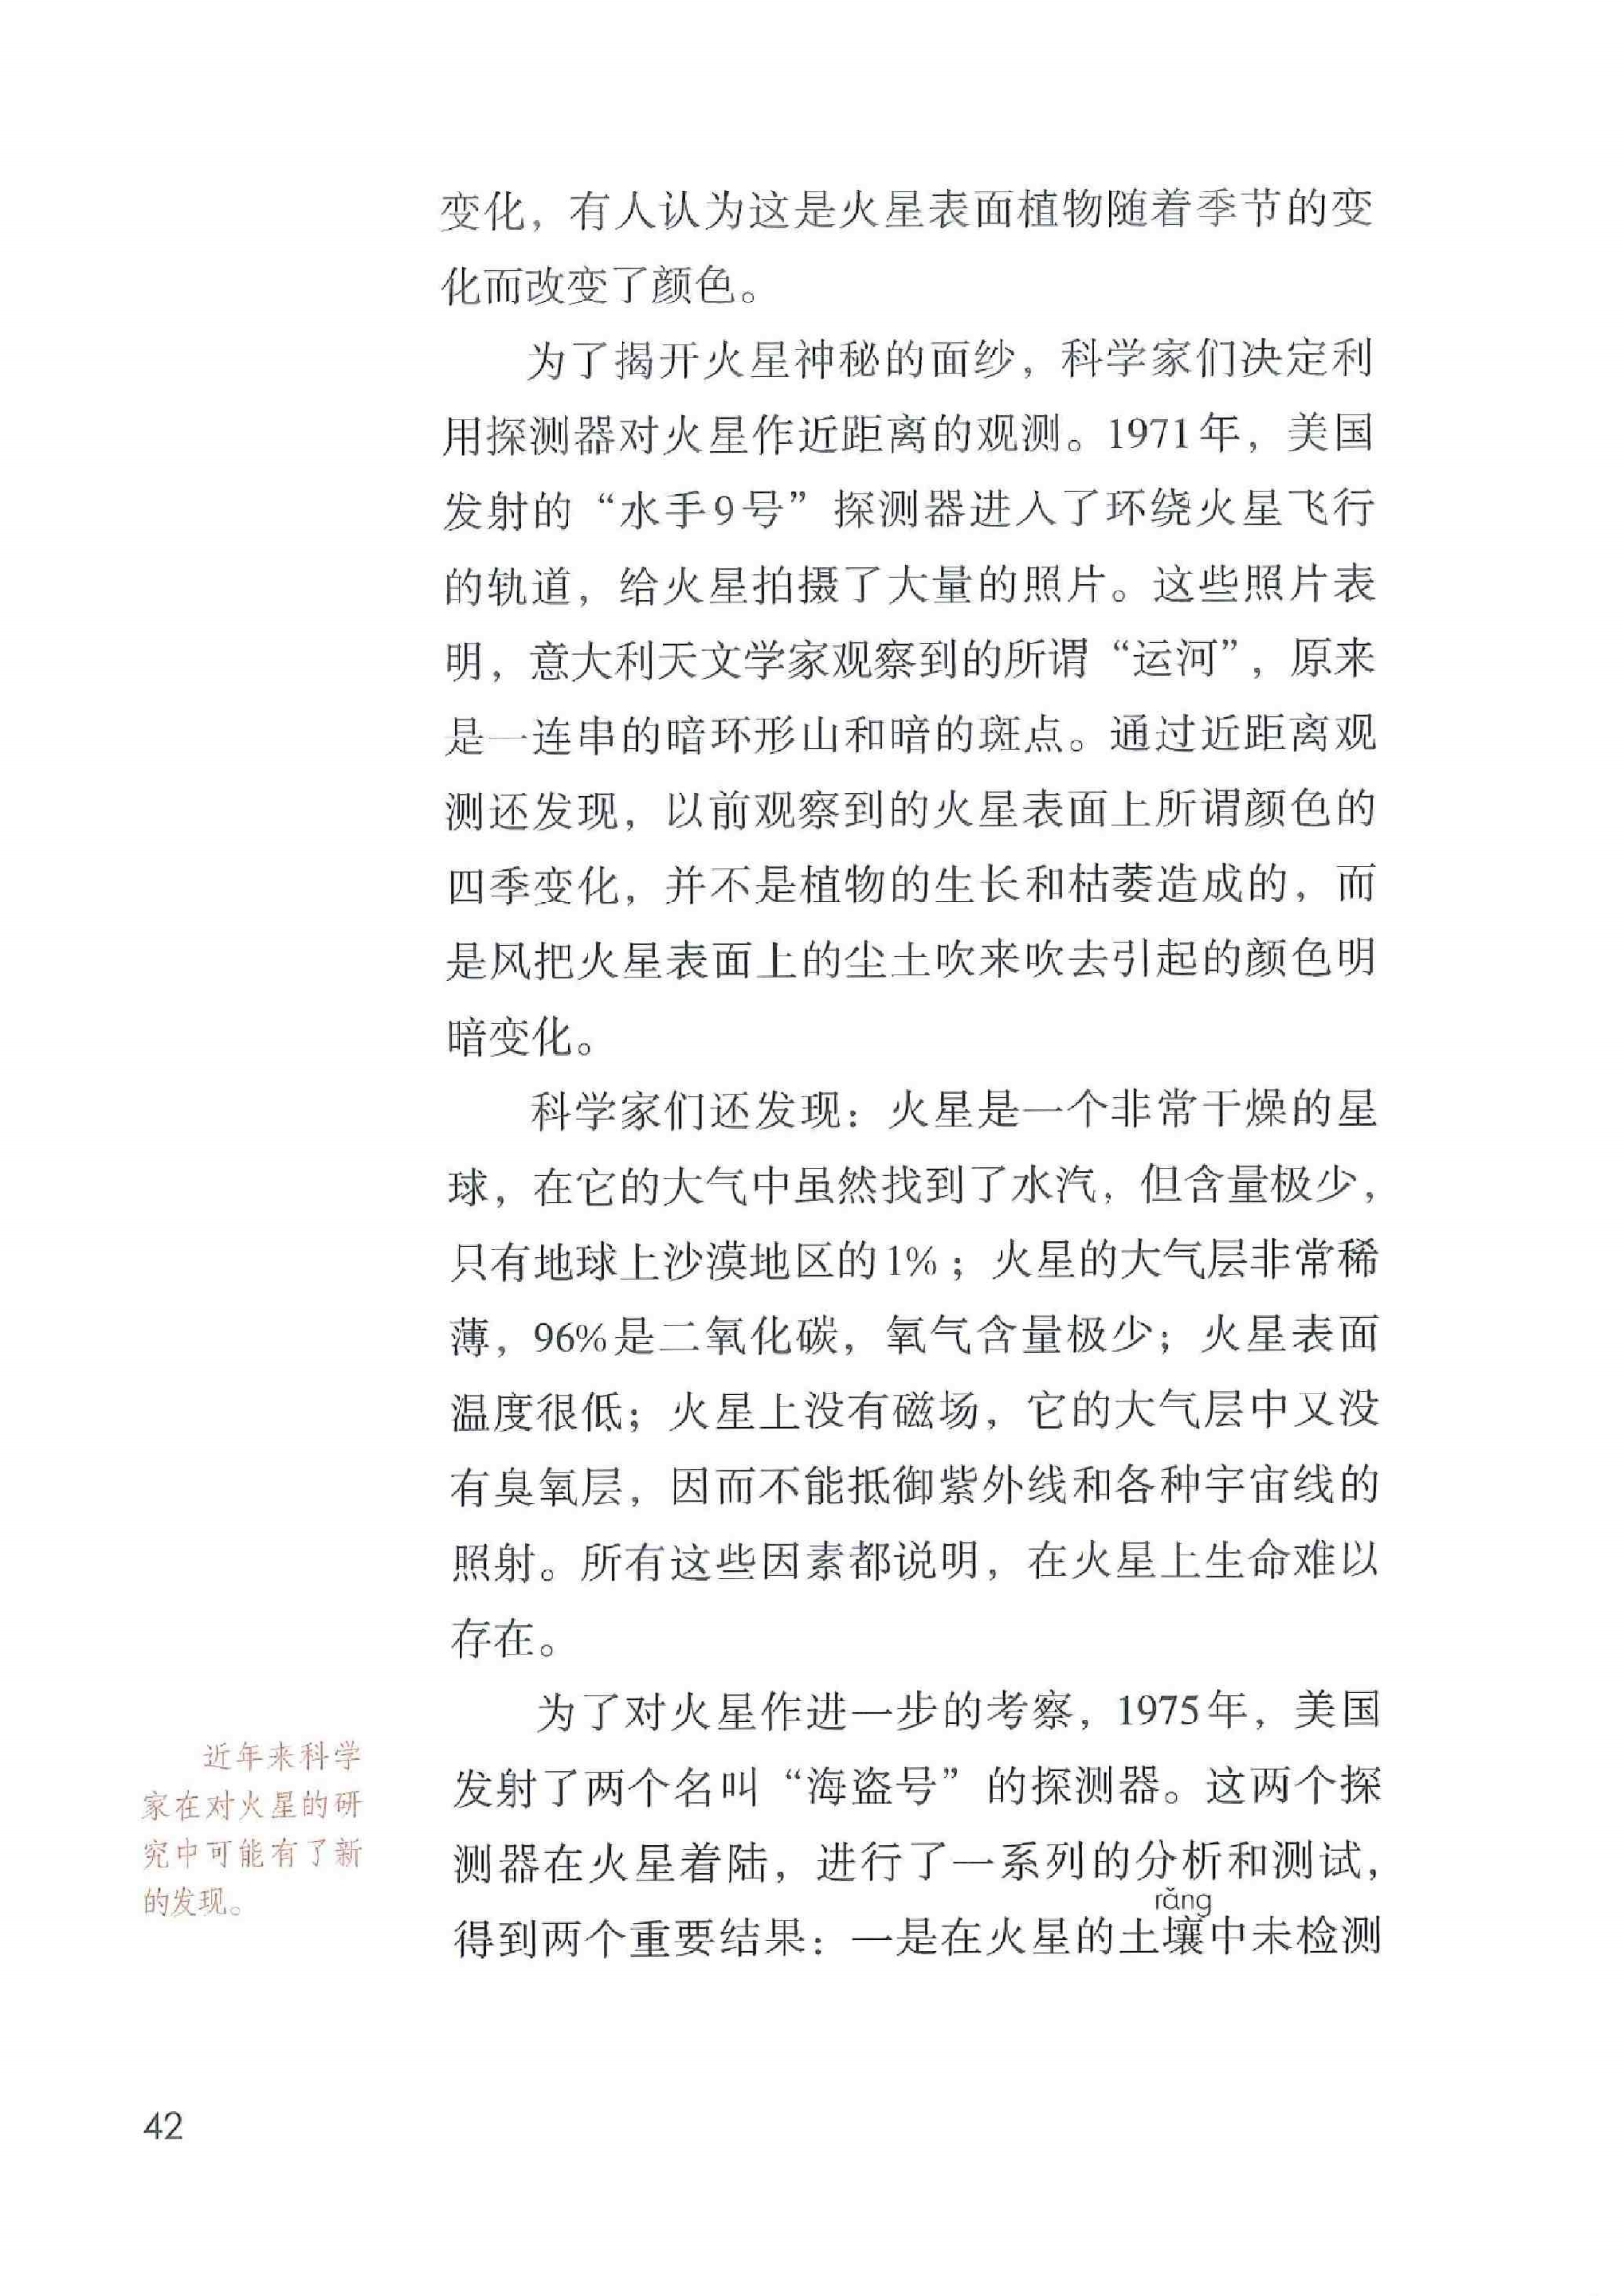 变化，有人认为这是火星表面植物随着季节的变
化而改变了颜色。
为了揭开火星神秘的面纱，科学家们决定利
用探测器对火星作近距离的观测。1971年，美国
发射的“水手9号”探测器进入了环绕火星飞行
的轨道，给火星拍摄了大量的照片。这些照片表
明，意大利天文学家观察到的所谓“运河”，原来
是一连串的暗环形山和暗的斑点。通过近距离观
测还发现，以前观察到的火星表面上所谓颜色的
四季变化，并不是植物的生长和枯萎造成的，而
是风把火星表面上的尘土吹来吹去引起的颜色明
暗变化。
科学家们还发现：火星是一个非常干燥的星
球，在它的大气中虽然找到了水汽，但含量极少，
只有地球上沙漠地区的1%；火星的大气层非常稀
薄，96%是二氧化碳，氧气含量极少；火星表面
温度很低；火星上没有磁场，它的大气层中又没
有臭氧层，因而不能抵御紫外线和各种宇宙线的
照射。所有这些因素都说明，在火星上生命难以
存在。
为了对火星作进一步的考察，1975年，美国
发射了两个名叫“海盗号”的探测器。这两个探
测器在火星着陆，进行了一系列的分析和测试，
rǎng
得到两个重要结果：一是在火星的土壤中未检测
近年来科学
家在对火星的研
究中可能有了新
的发现。
42